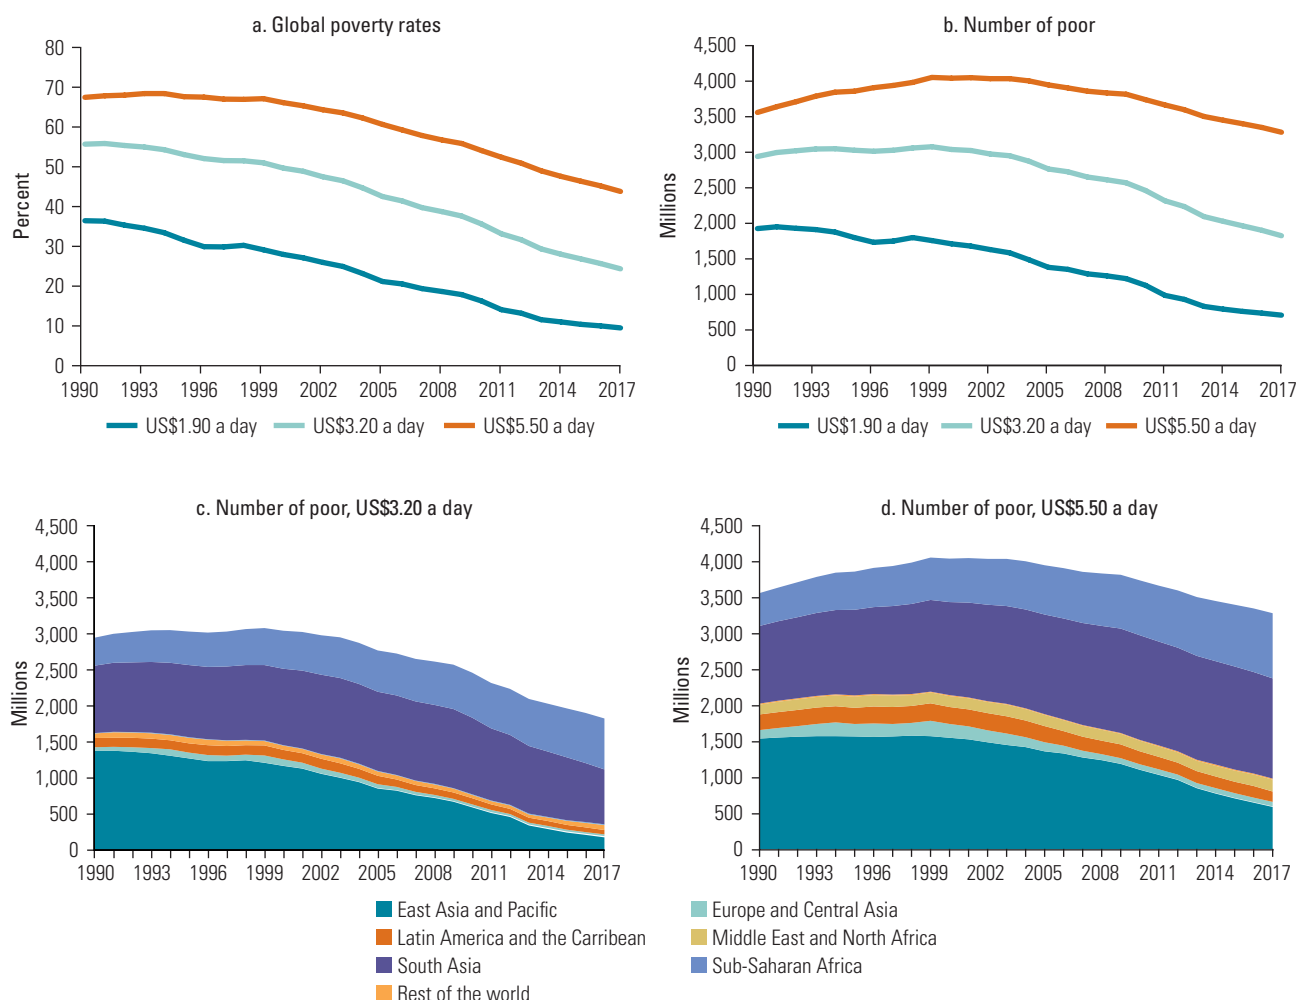 a. Global poverty rates
80
70
60
50
40
30
20
10
0
Percent
1990 1993 1996 1999 2002 2005 2008 2011 2014 2017
US$1.90 a day US$3.20 a day US$5.50 a day
b. Number of poor
4,500
4,000
3,500
3,000
2,500
2,000
1,500
1,000
500
0
Millions
1990 1993 1996 1999 2002 2005 2008 2011 2014 2017
US$1.90 a day US$3.20 a day US$5.50 a day
c. Number of poor, US$3.20 a day
4,500
4,000
3,500
3,000
2,500
2,000
1,500
1,000
500
0
Millions
1990 1993 1996 1999 2002 2005 2008 2011 2014 2017
d. Number of poor, US$5.50 a day
4,500
4,000
3,500
3,000
2,500
2,000
1,500
1,000
500
0
Millions
1990 1993 1996 1999 2002 2005 2008 2011 2014 2017
East Asia and Pacific
Latin America and the Carribean
South Asia
Rest of the world
Europe and Central Asia
Middle East and North Africa
Sub-Saharan Africa